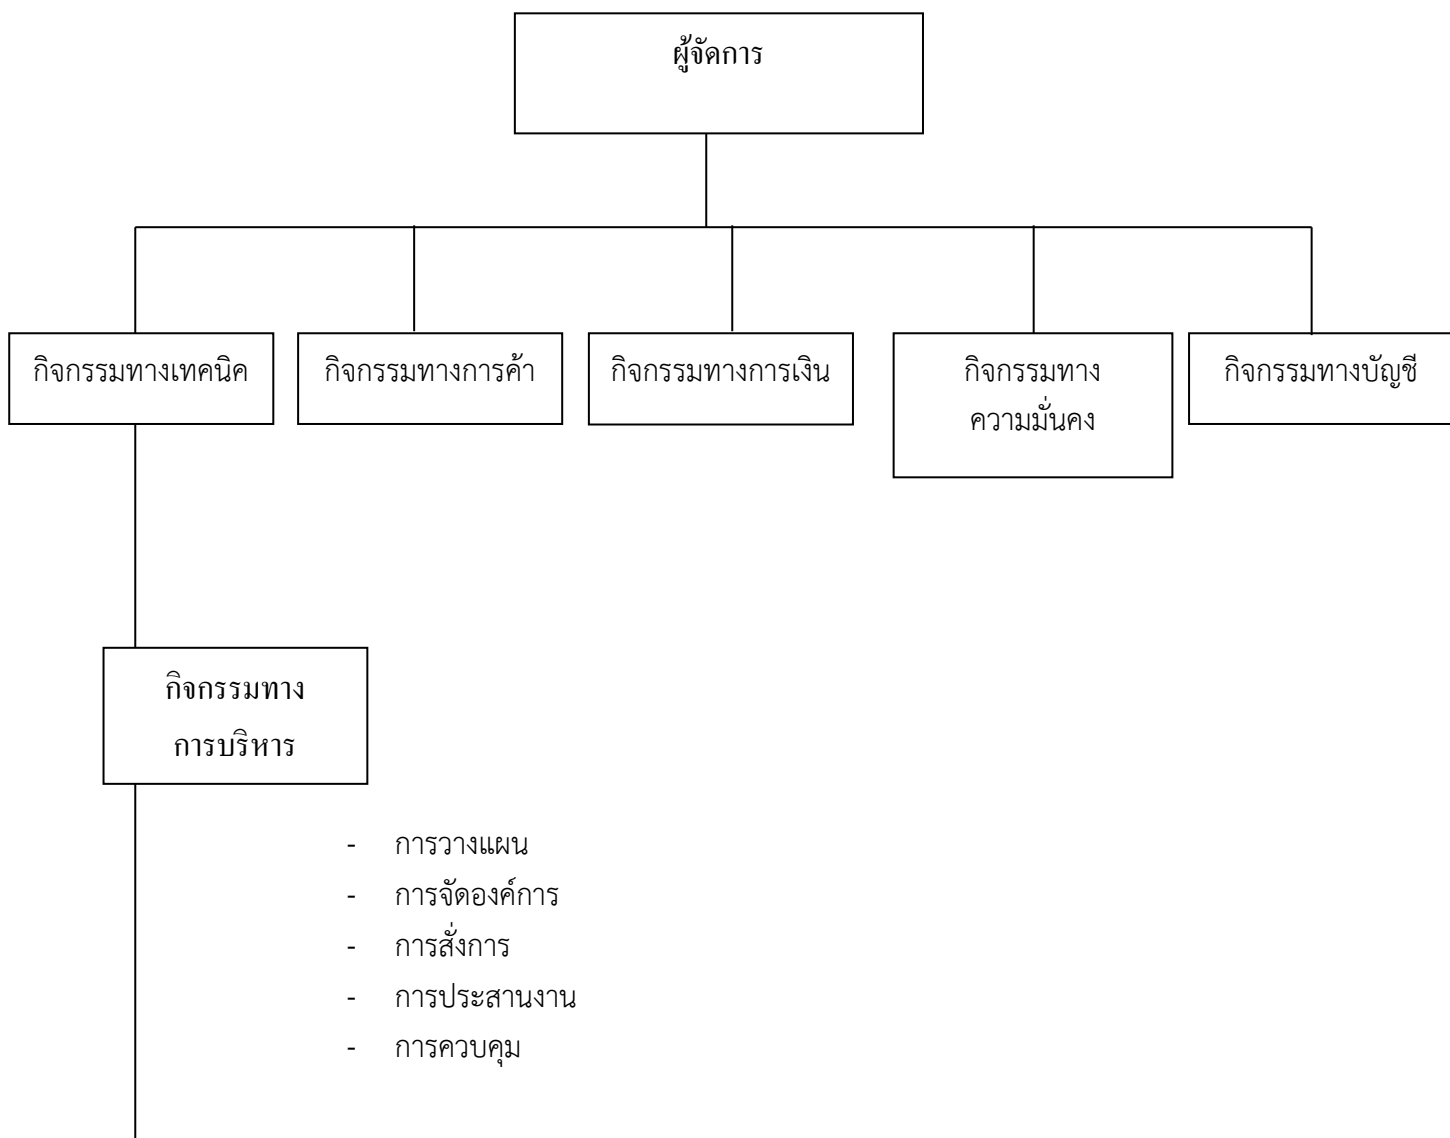 ผู้จัดการ
กิจกรรมทางเทคนิค
กิจกรรมทางการค้า
กิจกรรมทางการเงิน
กิจกรรมทาง
ความมั่นคง
กิจกรรมทางบัญชี
กิจกรรมทาง
การบริหาร
- การวางแผน
- การจัดองค์การ
- การสั่งการ
- การประสานงาน
- การควบคุม